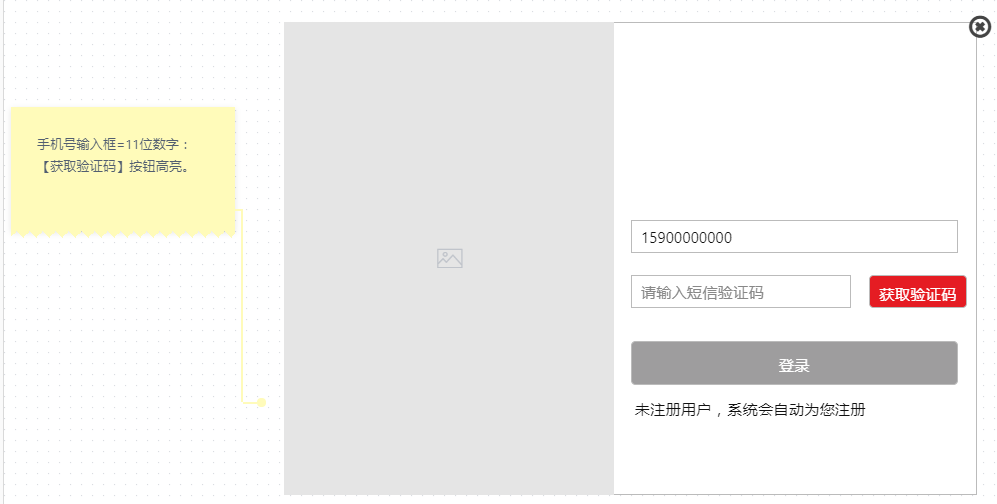 手机号输入框=11位数字：
【获取验证码】按钮高亮。
15900000000
请输入短信验证码
获取验证码
登录
未注册用户，系统会自动为您注册